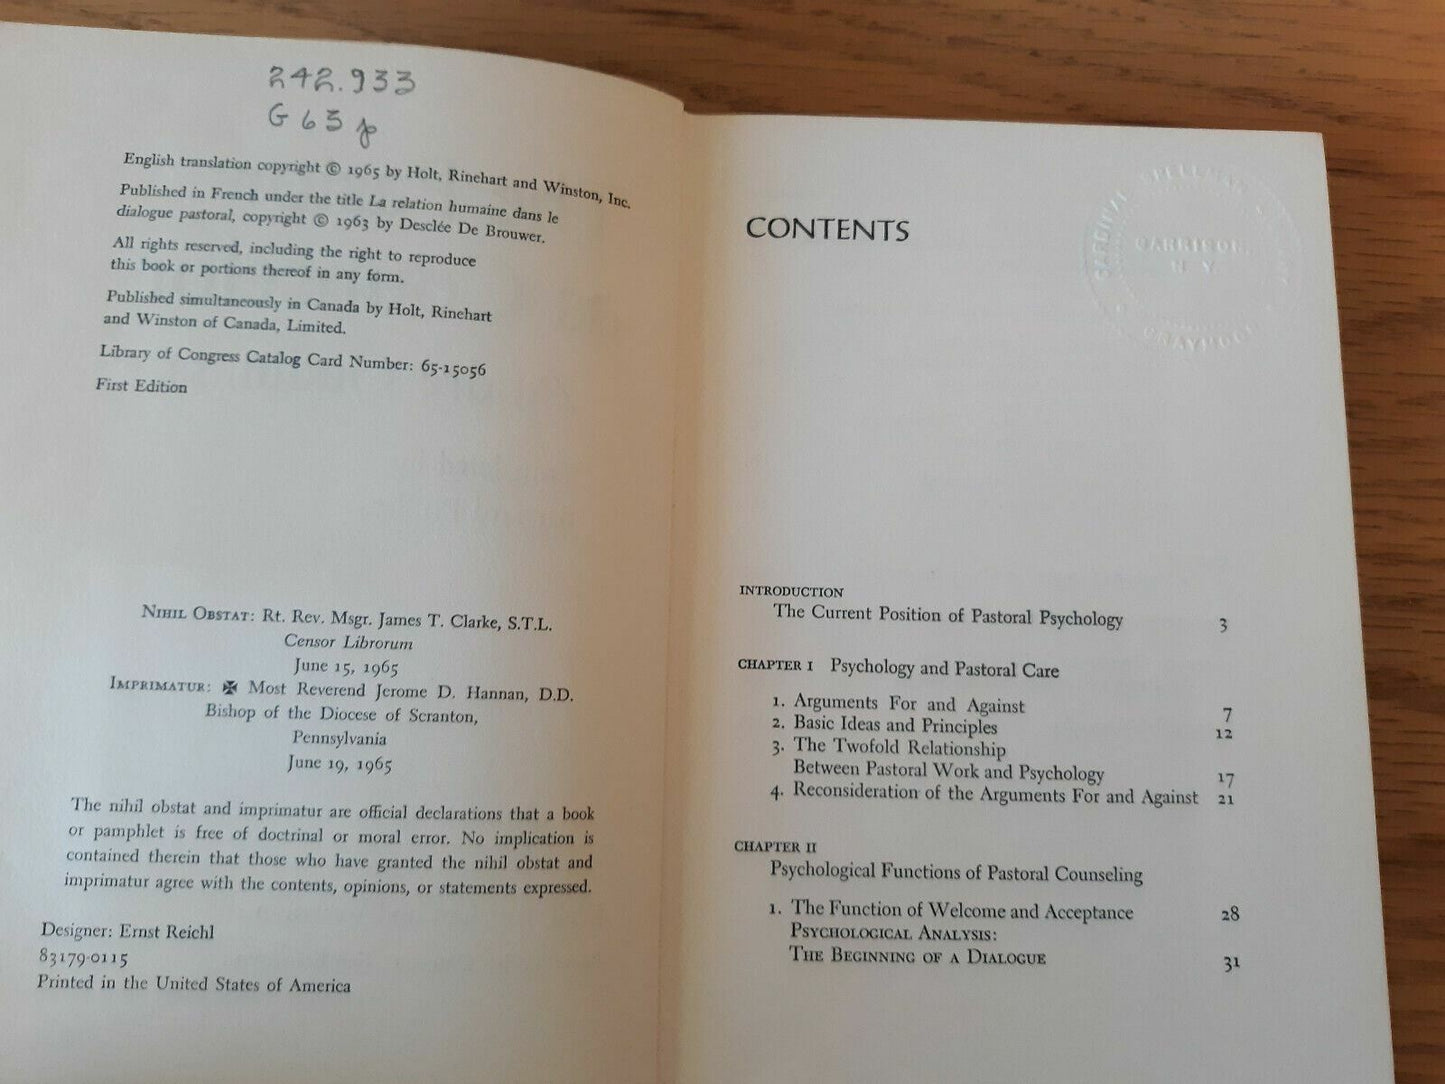 242.933
G 63 p
English translation copyright © 1965 by Holt, Rinehart and Winston, Inc.
Published in French under the title La relation humaine dans le
dialogue pastoral, copyright © 1963 by Desclée De Brouwer.
All rights reserved, including the right to reproduce
this book or portions thereof in any form.
Published simultaneously in Canada by Holt, Rinehart
and Winston of Canada, Limited.
Library of Congress Catalog Card Number: 65-15056
First Edition
NIHIL OBSTAT: Rt. Rev. Msgr. James T. Clarke, S.T.L.
Censor Librorum
June 15, 1965
IMPRIMATUR: ✠ Most Reverend Jerome D. Hannan, D.D.
Bishop of the Diocese of Scranton,
Pennsylvania
June 19, 1965
The nihil obstat and imprimatur are official declarations that a book
or pamphlet is free of doctrinal or moral error. No implication is
contained therein that those who have granted the nihil obstat and
imprimatur agree with the contents, opinions, or statements expressed.
Designer: Ernst Reichl
83179-0115
Printed in the United States of America
CARDINAL SPELLMAN
GARRISON,
N. Y.
GRAYMOOR
CONTENTS
INTRODUCTION
The Current Position of Pastoral Psychology 3
CHAPTER I Psychology and Pastoral Care
1. Arguments For and Against 7
2. Basic Ideas and Principles 12
3. The Twofold Relationship
Between Pastoral Work and Psychology 17
4. Reconsideration of the Arguments For and Against 21
CHAPTER II
Psychological Functions of Pastoral Counseling
1. The Function of Welcome and Acceptance 28
PSYCHOLOGICAL ANALYSIS:
THE BEGINNING OF A DIALOGUE 31